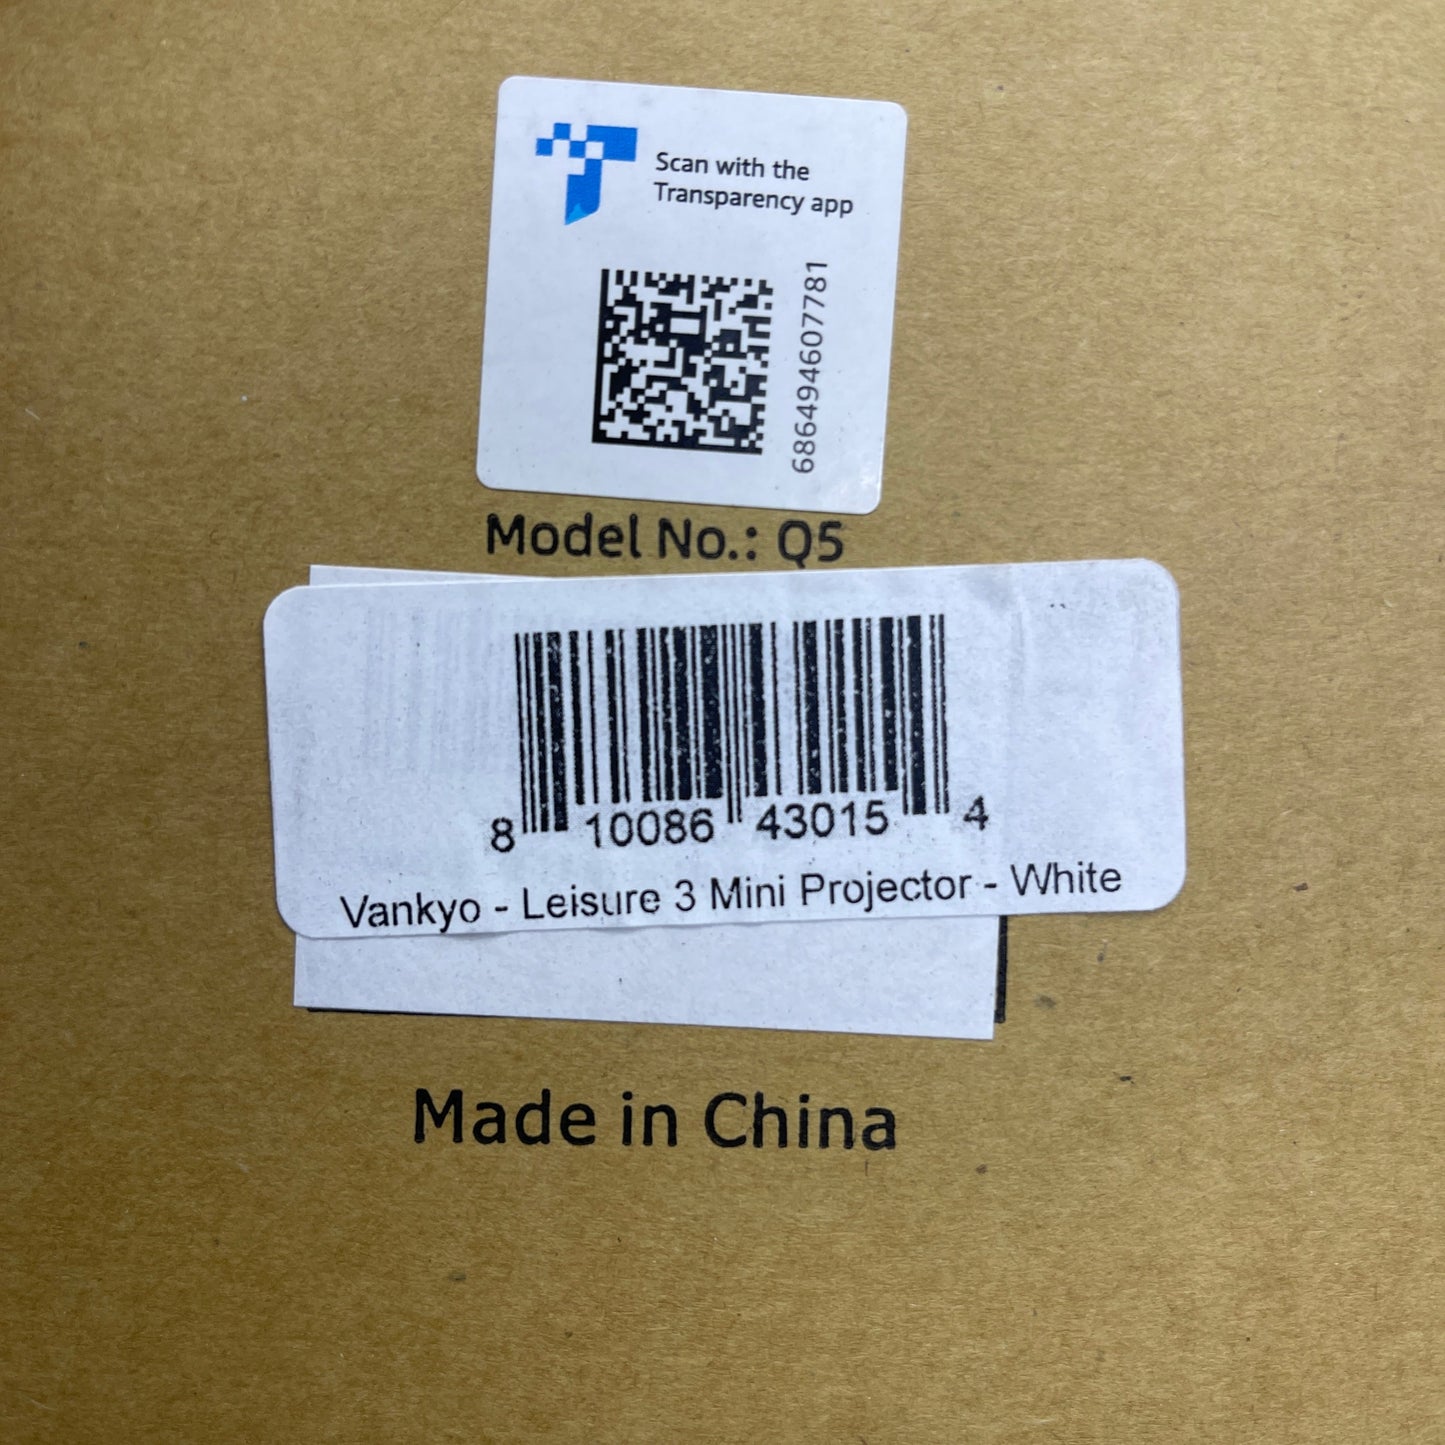 Scan with the
Transparency app
686494607781
Model No.: Q5
8 10086 43015 4
Vankyo - Leisure 3 Mini Projector - White
Made in China